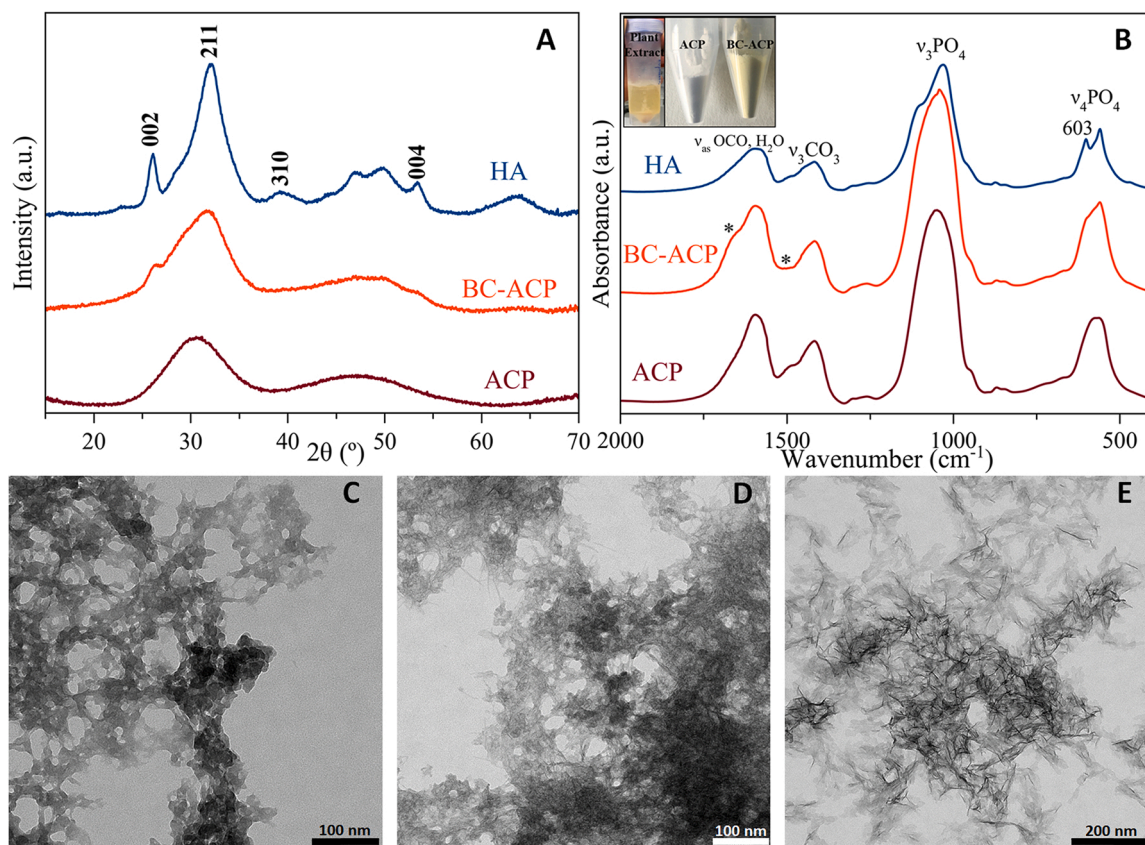 A
Intensity (a.u.)
002
211
310
004
HA
BC-ACP
ACP
20
30
40
50
60
70
2θ (º)
B
Absorbance (a.u.)
Plant
Extract
ACP
BC-ACP
ν₃PO₄
ν₄PO₄
603
νas OCO, H₂O
ν₃CO₃
HA
*
*
BC-ACP
ACP
2000
1500
1000
500
Wavenumber (cm⁻¹)
C
100 nm
D
100 nm
E
200 nm